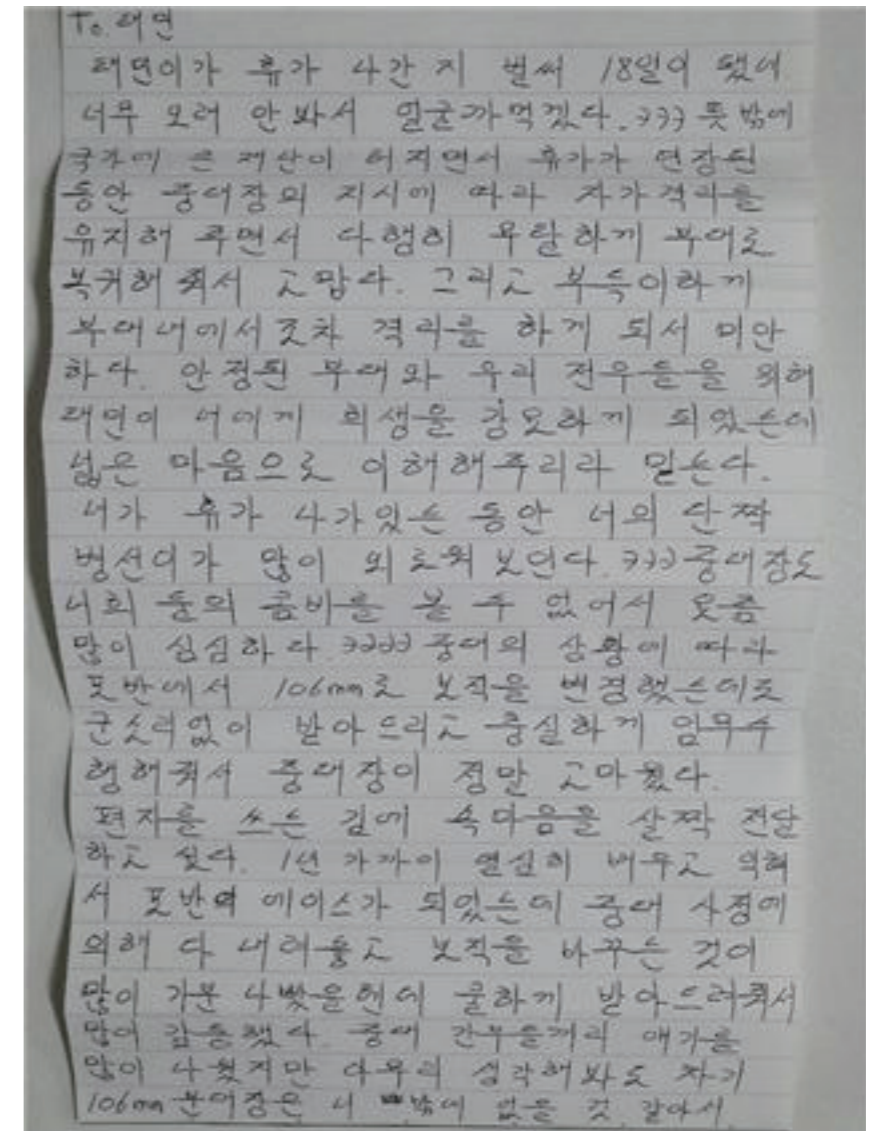 To. 태연
태연이가 휴가 나간 지 벌써 18일이 됐네
너무 오래 안 봐서 얼굴까먹겠다. ㅋㅋㅋ 뜻밖에
국가에 큰 재산이 터지면서 휴가가 연장된
동안 중대장의 지시에 따라 자가격리를
유지해 주면서 다행히 무탈하게 부대로
복귀해 줘서 고맙다. 그리고 부득이하게
부대내에서조차 격리를 하게 되서 미안
하다. 안정된 부대와 우리 전우들을 위해
태연이 너에게 희생을 강요하게 되었는데
넓은 마음으로 이해해주리라 믿는다.
너가 휴가 나가있는 동안 너의 단짝
병선이가 많이 외로워 보인다. ㅋㅋㅋ 중대장도
너희 둘의 콤비를 볼 수 없어서 요즘
많이 심심하다. ㅋㅋㅋㅋ 중대의 상황에 따라
포반에서 106mm로 보직을 변경했는데도
군소리없이 받아드리고 충실하게 임무수
행해줘서 중대장이 정말 고마웠다.
편지를 쓰는 김에 속마음을 살짝 전달
하고 싶다. 1년 가까이 열심히 배우고 익혀
서 포반의 에이스가 되었는데 중대 사정에
의해 다 내려놓고 보직을 바꾸는 것이
많이 기분 나빴을텐데 쿨하게 받아드려줘서
많이 감동했다. 중대 간부들끼리 얘기를
많이 나눴지만 아무리 생각해봐도 차기
106mm 분대장은 너 밖에 없을 것 같아서